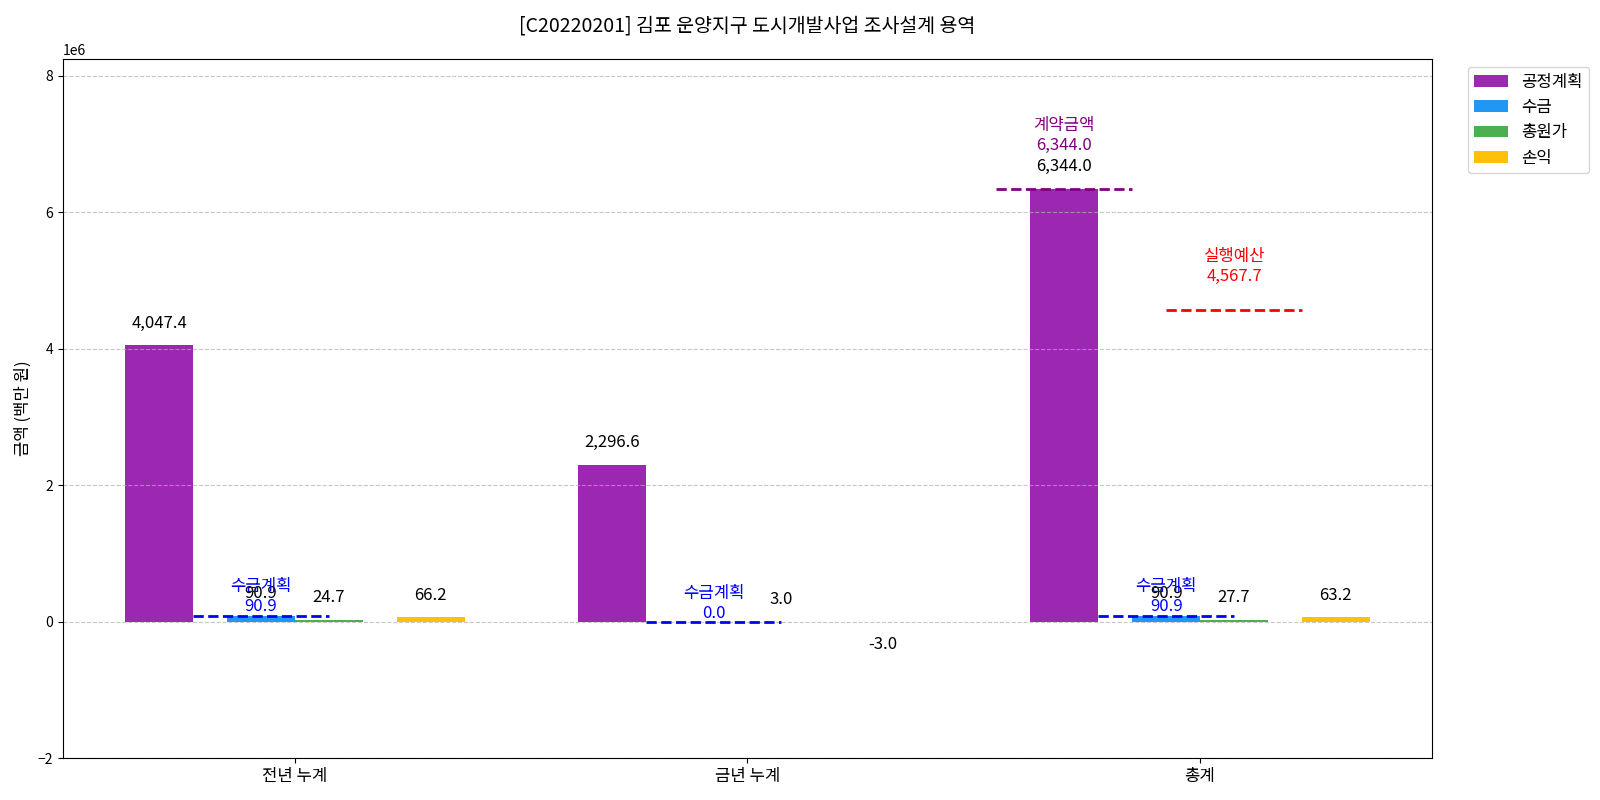 [C20220201] 김포 운양지구 도시개발사업 조사설계 용역
1e6
8
6
4
2
0
−2
금액 (백만 원)
계약금액
6,344.0
6,344.0
실행예산
4,567.7
4,047.4
2,296.6
수금계획
90.9
90.9
24.7
66.2
수금계획
0.0
3.0
-3.0
수금계획
90.9
90.9
27.7
63.2
전년 누계
금년 누계
총계
공정계획
수금
총원가
손익